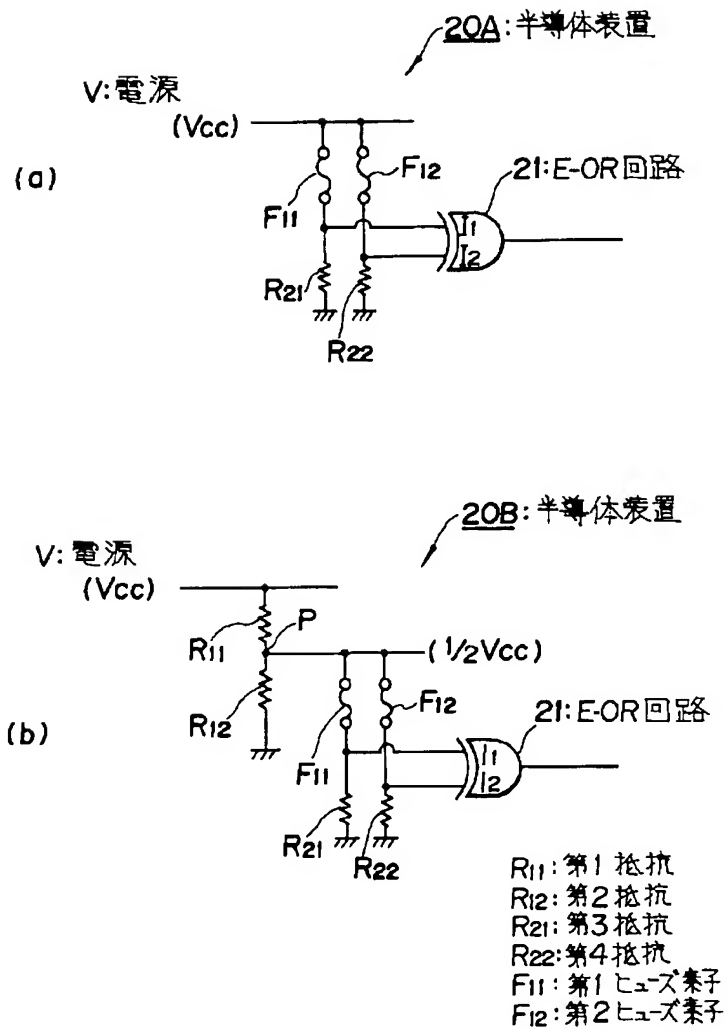 20A:半導体装置
V:電源
(Vcc)
(a)
F11
F12
21:E-OR回路
I1
I2
R21
R22
20B:半導体装置
V:電源
(Vcc)
R11
P
(1/2Vcc)
R12
F12
21:E-OR回路
(b)
F11
I1
I2
R21
R22
R11:第1抵抗
R12:第2抵抗
R21:第3抵抗
R22:第4抵抗
F11:第1ヒューズ素子
F12:第2ヒューズ素子